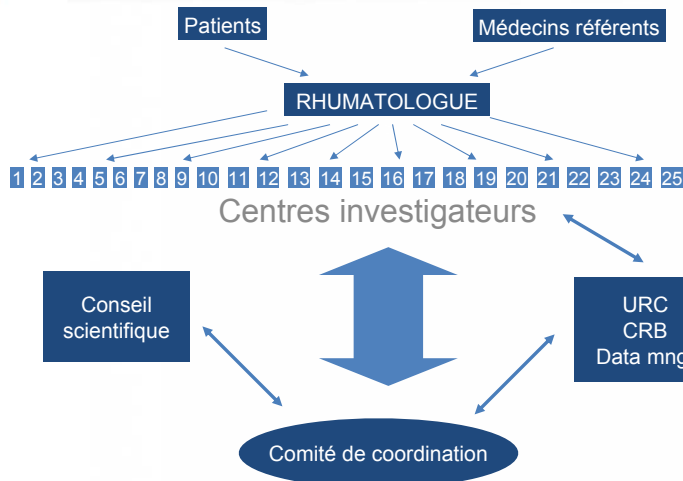 Patients
Médecins référents
RHUMATOLOGUE
1 2 3 4 5 6 7 8 9 10 11 12 13 14 15 16 17 18 19 20 21 22 23 24 25
Centres investigateurs
Conseil
scientifique
URC
CRB
Data mng
Comité de coordination